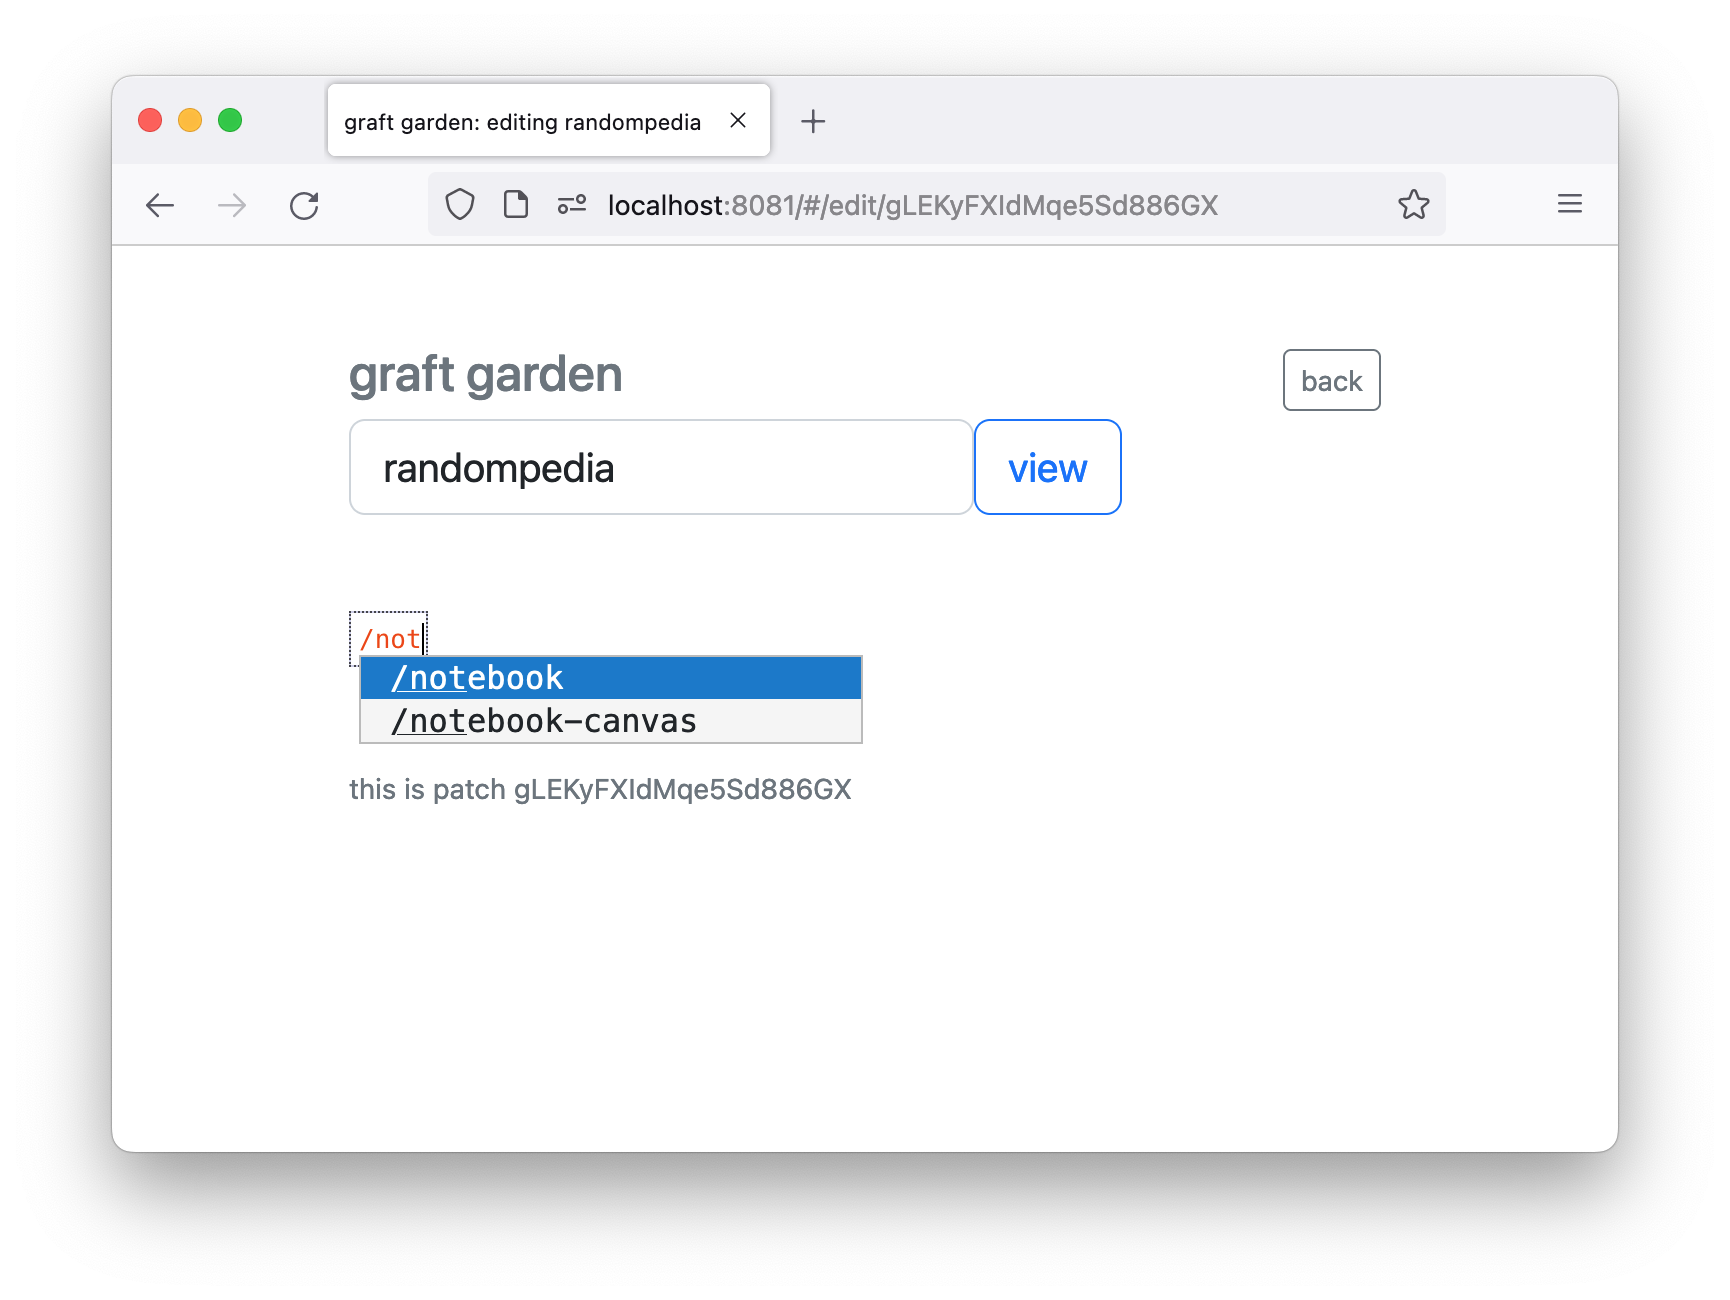 graft garden: editing randompedia
localhost:8081/#/edit/gLEKyFXIdMqe5Sd886GX
graft garden
back
randompedia
view
/not
/notebook
/notebook-canvas
this is patch gLEKyFXIdMqe5Sd886GX